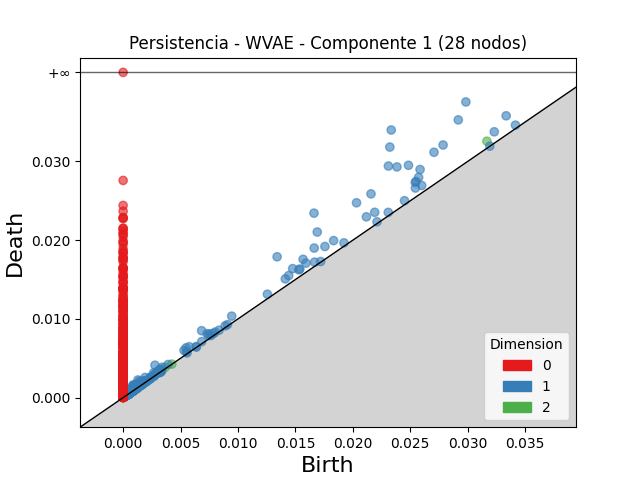 Persistencia - WVAE - Componente 1 (28 nodos)
+∞
0.030
0.020
0.010
0.000
Death
0.000 0.005 0.010 0.015 0.020 0.025 0.030 0.035
Birth
Dimension
0
1
2